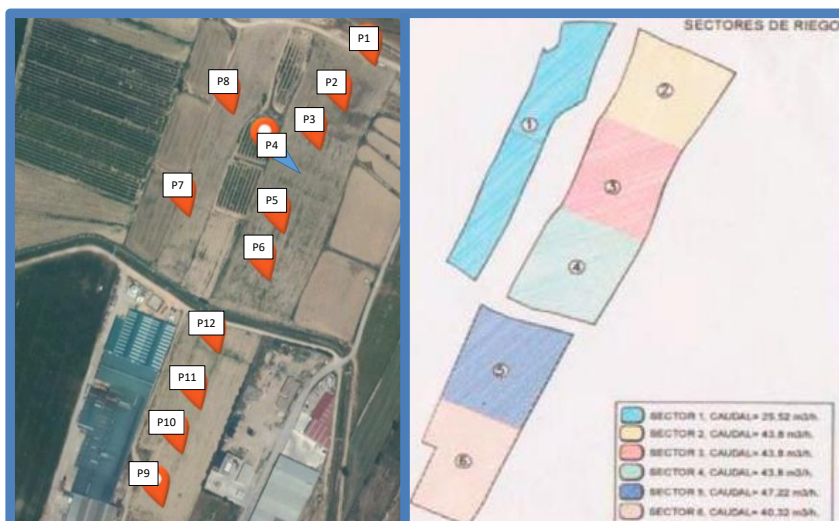 P1
P8
P2
P3
P4
P7
P5
P6
P12
P11
P10
P9
SECTORES DE RIEGO
1
2
3
4
5
6
SECTOR 1, CAUDAL= 25.52 m3/h.
SECTOR 2, CAUDAL= 43.8 m3/h.
SECTOR 3, CAUDAL= 43.8 m3/h.
SECTOR 4, CAUDAL= 43.8 m3/h.
SECTOR 5, CAUDAL= 47.22 m3/h.
SECTOR 6, CAUDAL= 40.32 m3/h.